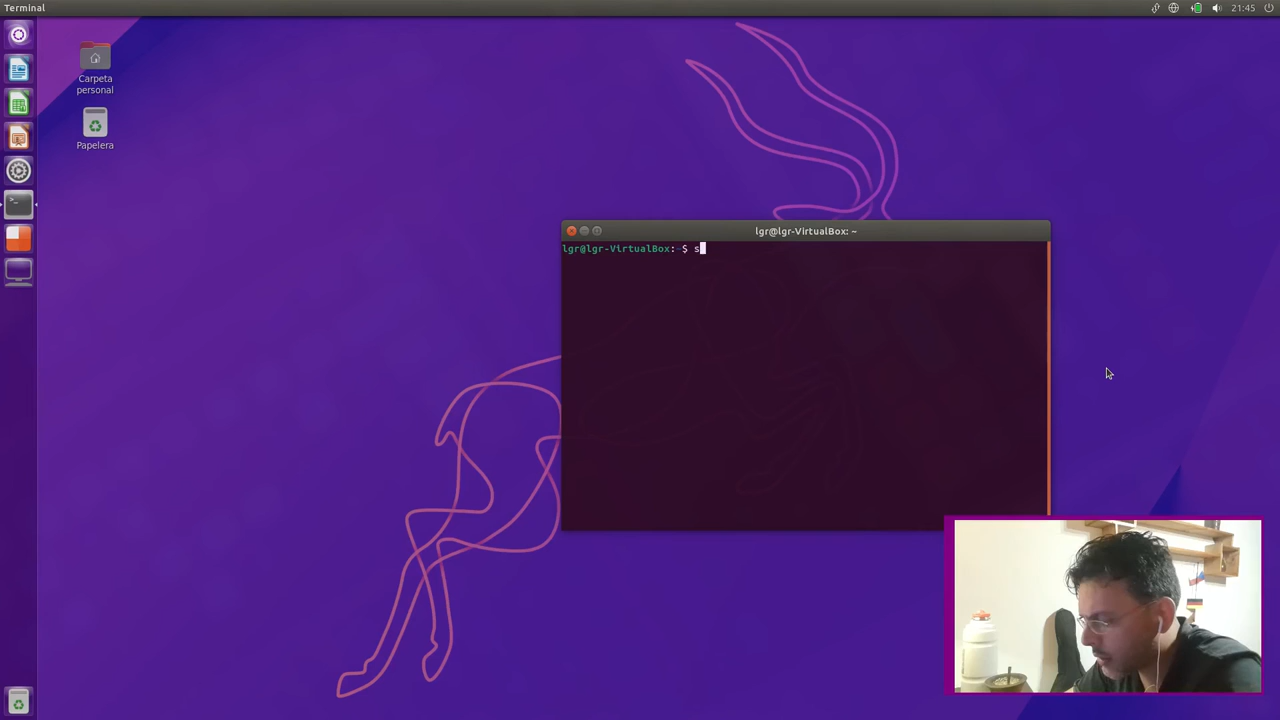 Terminal
21:45
Carpeta
personal
Papelera
lgr@lgr-VirtualBox: ~
lgr@lgr-VirtualBox:~$ s